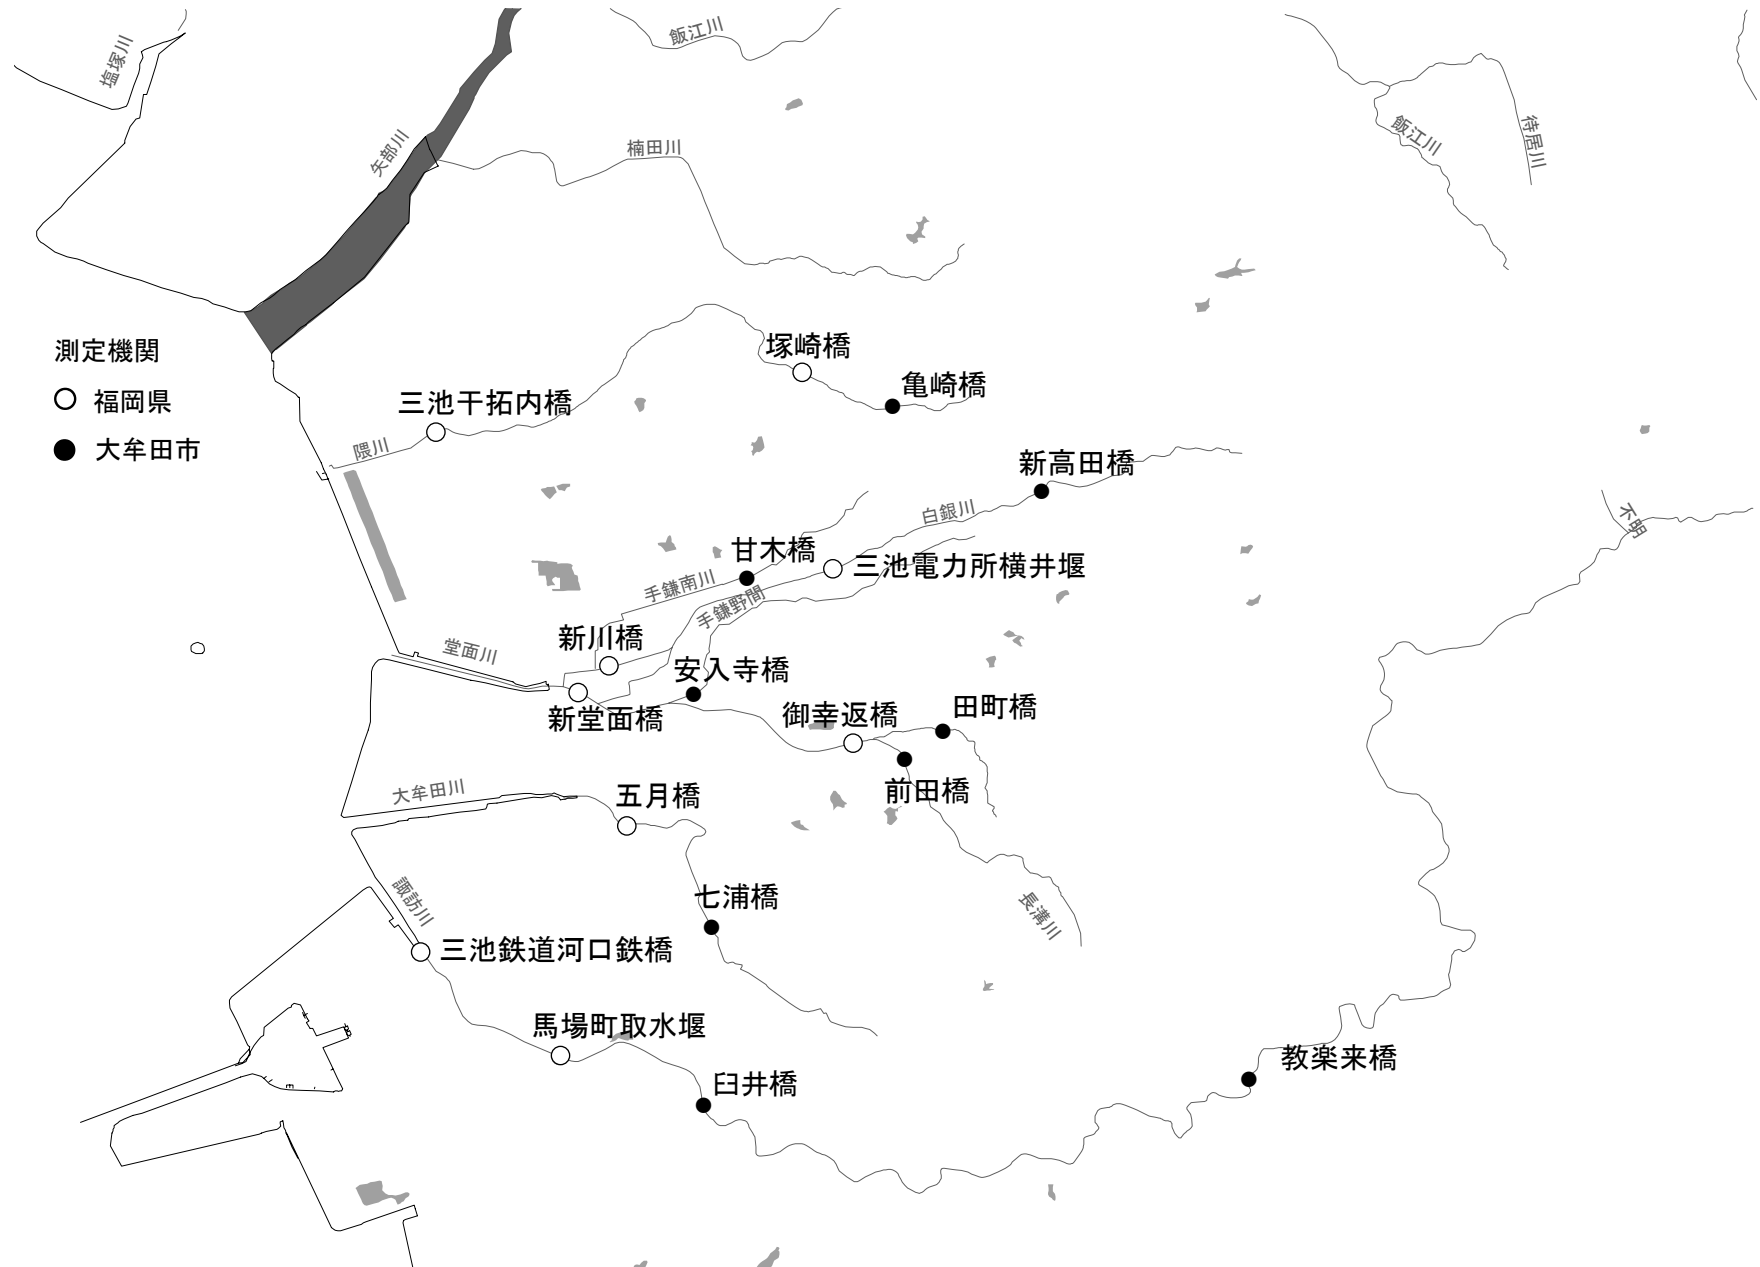 塩塚川
飯江川
矢部川
楠田川
飯江川
待居川
測定機関
福岡県
大牟田市
塚崎橋
亀崎橋
三池干拓内橋
隈川
新高田橋
白銀川
不明
甘木橋
三池電力所横井堰
手鎌南川
手鎌野間
新川橋
堂面川
安入寺橋
新堂面橋
御幸返橋
田町橋
前田橋
大牟田川
五月橋
七浦橋
長溝川
諏訪川
三池鉄道河口鉄橋
馬場町取水堰
臼井橋
教楽来橋